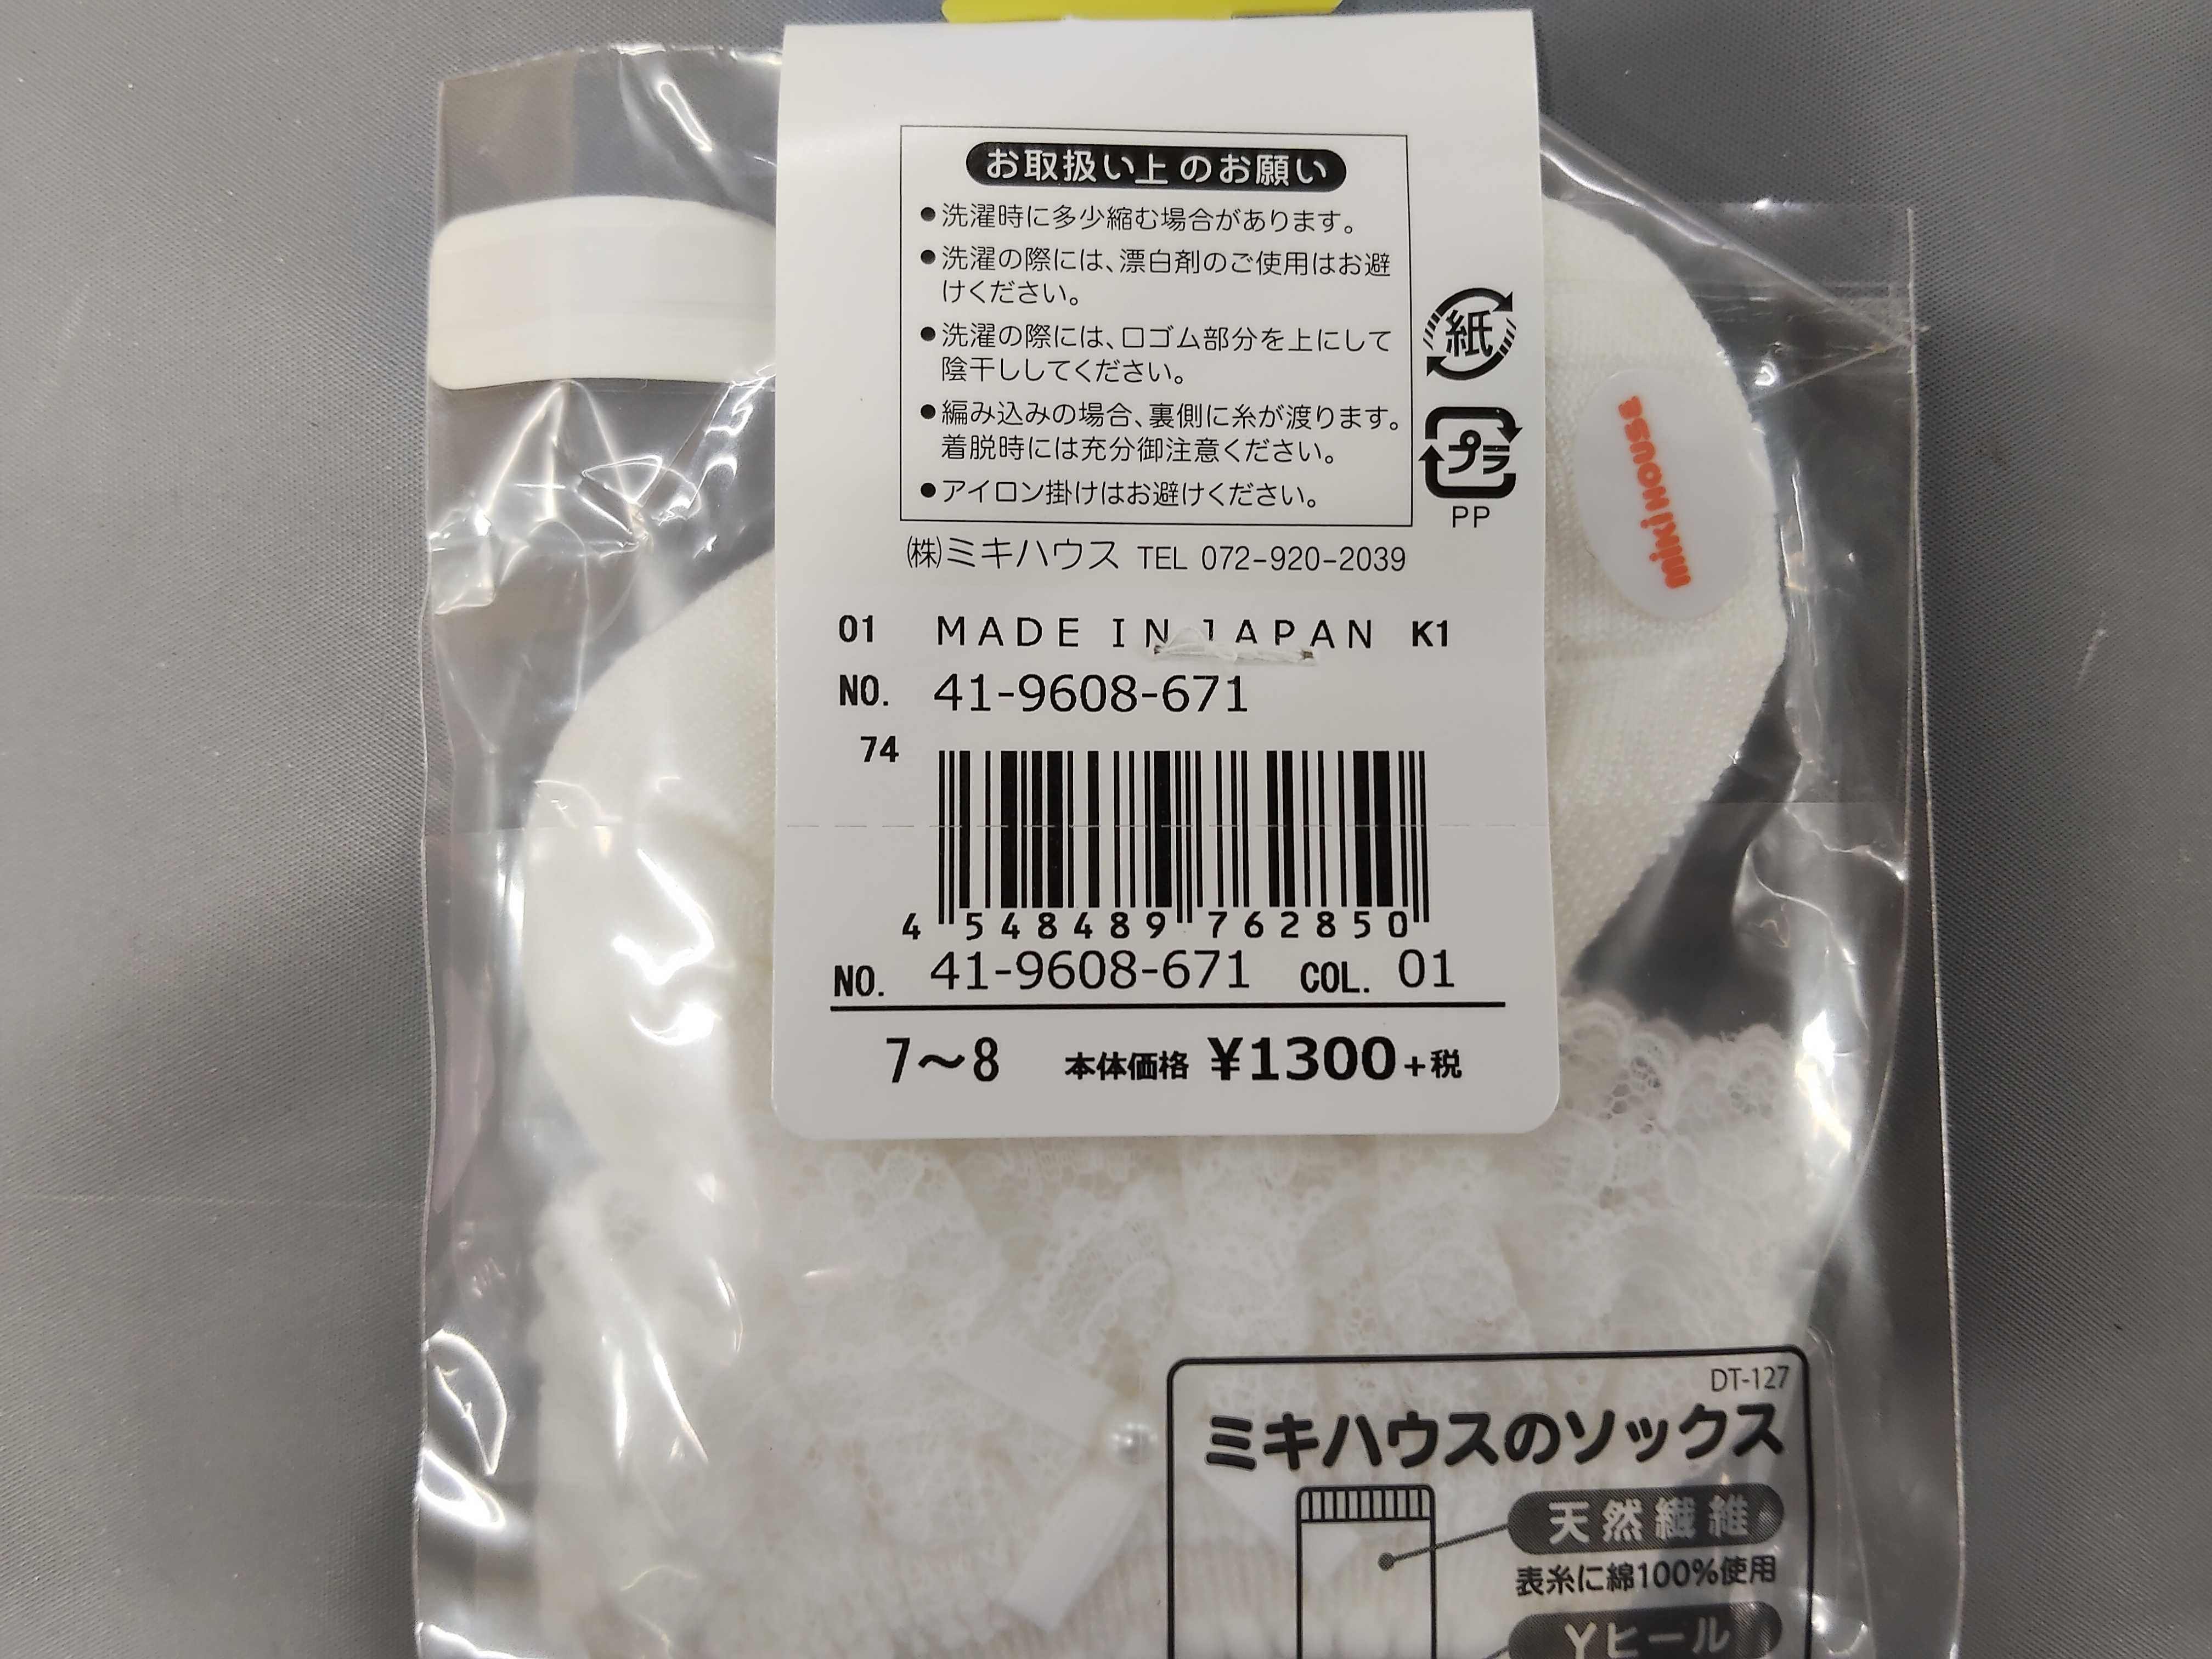 お取扱い上のお願い
●洗濯時に多少縮む場合があります。
●洗濯の際には、漂白剤のご使用はお避
けください。
●洗濯の際には、口ゴム部分を上にして
陰干ししてください。
●編み込みの場合、裏側に糸が渡ります。
着脱時には充分御注意ください。
●アイロン掛けはお避けください。
紙
プラ
PP
mikiHOUSE
㈱ミキハウス TEL 072-920-2039
01 MADE IN JAPAN K1
NO. 41-9608-671
74
4 548489 762850
NO. 41-9608-671 COL. 01
7〜8 本体価格 ¥1300+税
DT-127
ミキハウスのソックス
天然繊維
表糸に綿100%使用
Yヒール